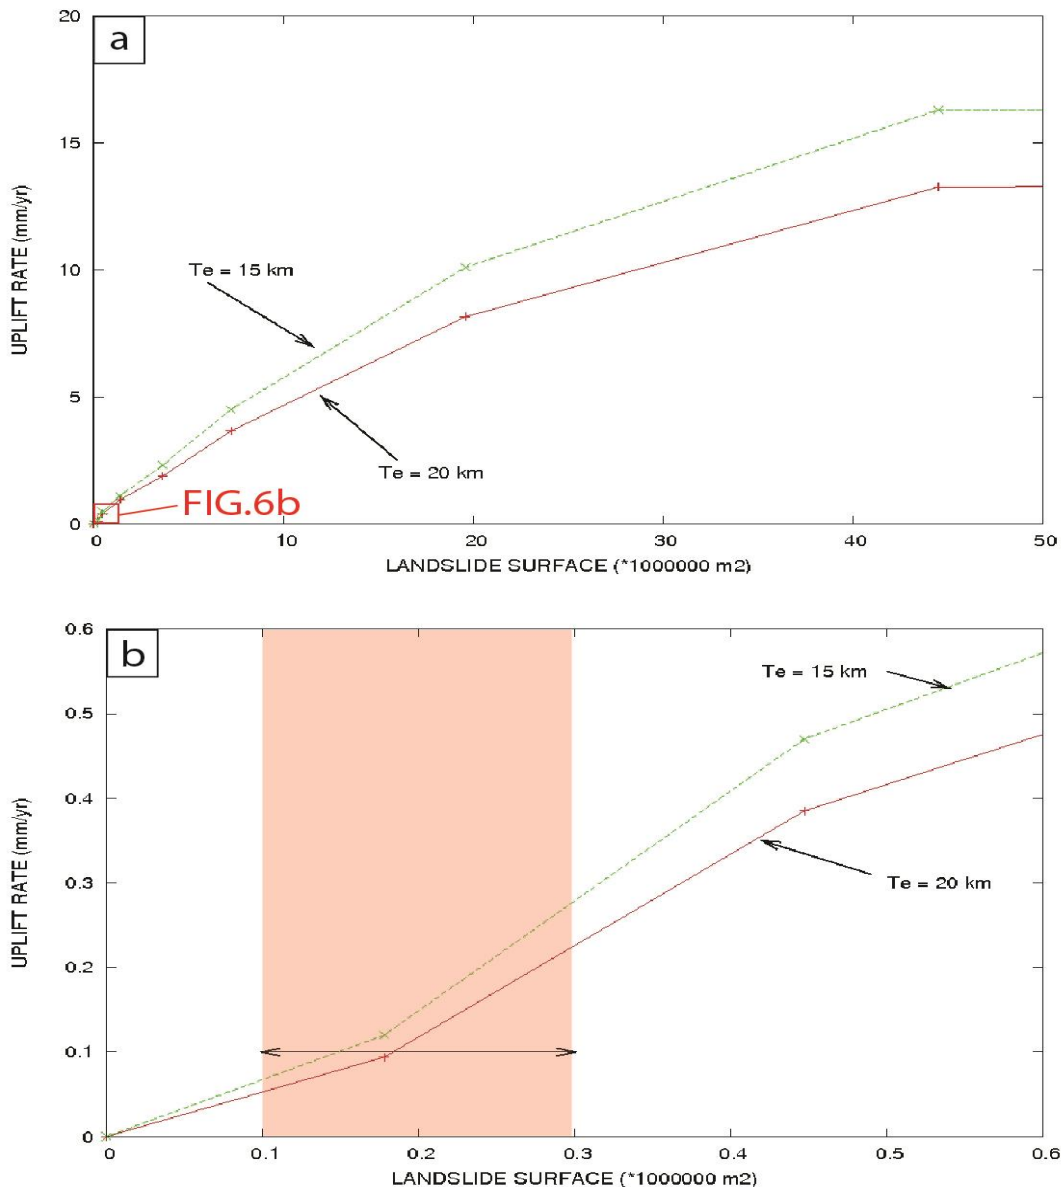 a
20
15
10
5
0
UPLIFT RATE (mm/yr)
Te = 15 km
Te = 20 km
FIG.6b
0 10 20 30 40 50
LANDSLIDE SURFACE (*1000000 m2)
b
0.6
0.5
0.4
0.3
0.2
0.1
0
UPLIFT RATE (mm/yr)
Te = 15 km
Te = 20 km
0 0.1 0.2 0.3 0.4 0.5 0.6
LANDSLIDE SURFACE (*1000000 m2)